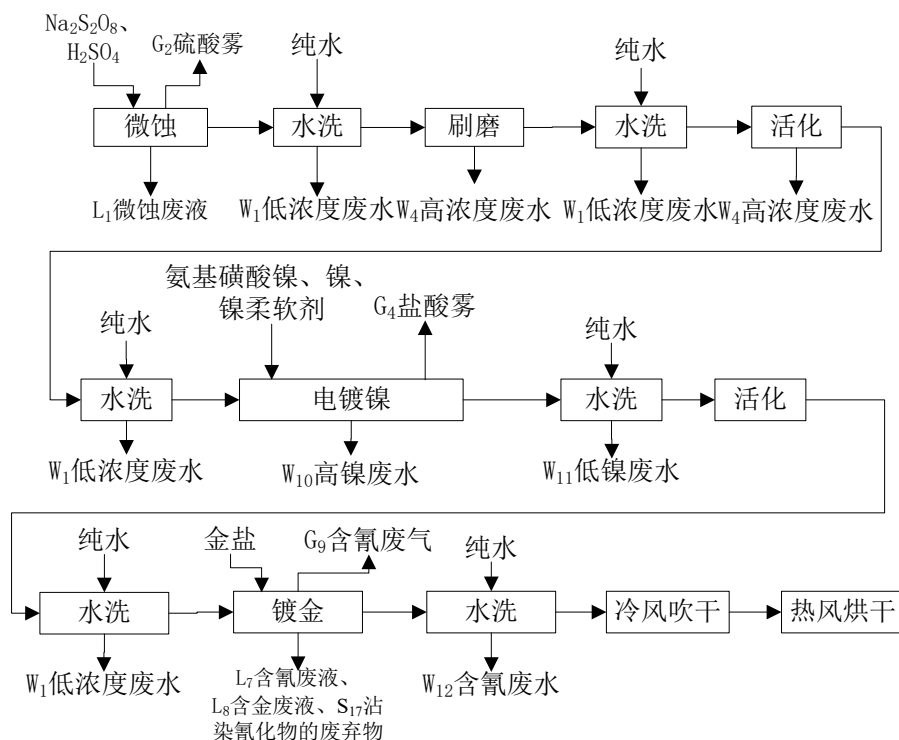 Na₂S₂O₈、
H₂SO₄
G₂硫酸雾
纯水
纯水
微蚀
水洗
刷磨
水洗
活化
L₁微蚀废液
W₁低浓度废水
W₄高浓度废水
W₁低浓度废水
W₄高浓度废水
氨基磺酸镍、镍、
镍柔软剂
G₄盐酸雾
纯水
纯水
水洗
电镀镍
水洗
活化
W₁低浓度废水
W₁₀高镍废水
W₁₁低镍废水
纯水
金盐
G₉含氰废气
纯水
水洗
镀金
水洗
冷风吹干
热风烘干
W₁低浓度废水
L₇含氰废液、
L₈含金废液、S₁₇沾
染氰化物的废弃物
W₁₂含氰废水